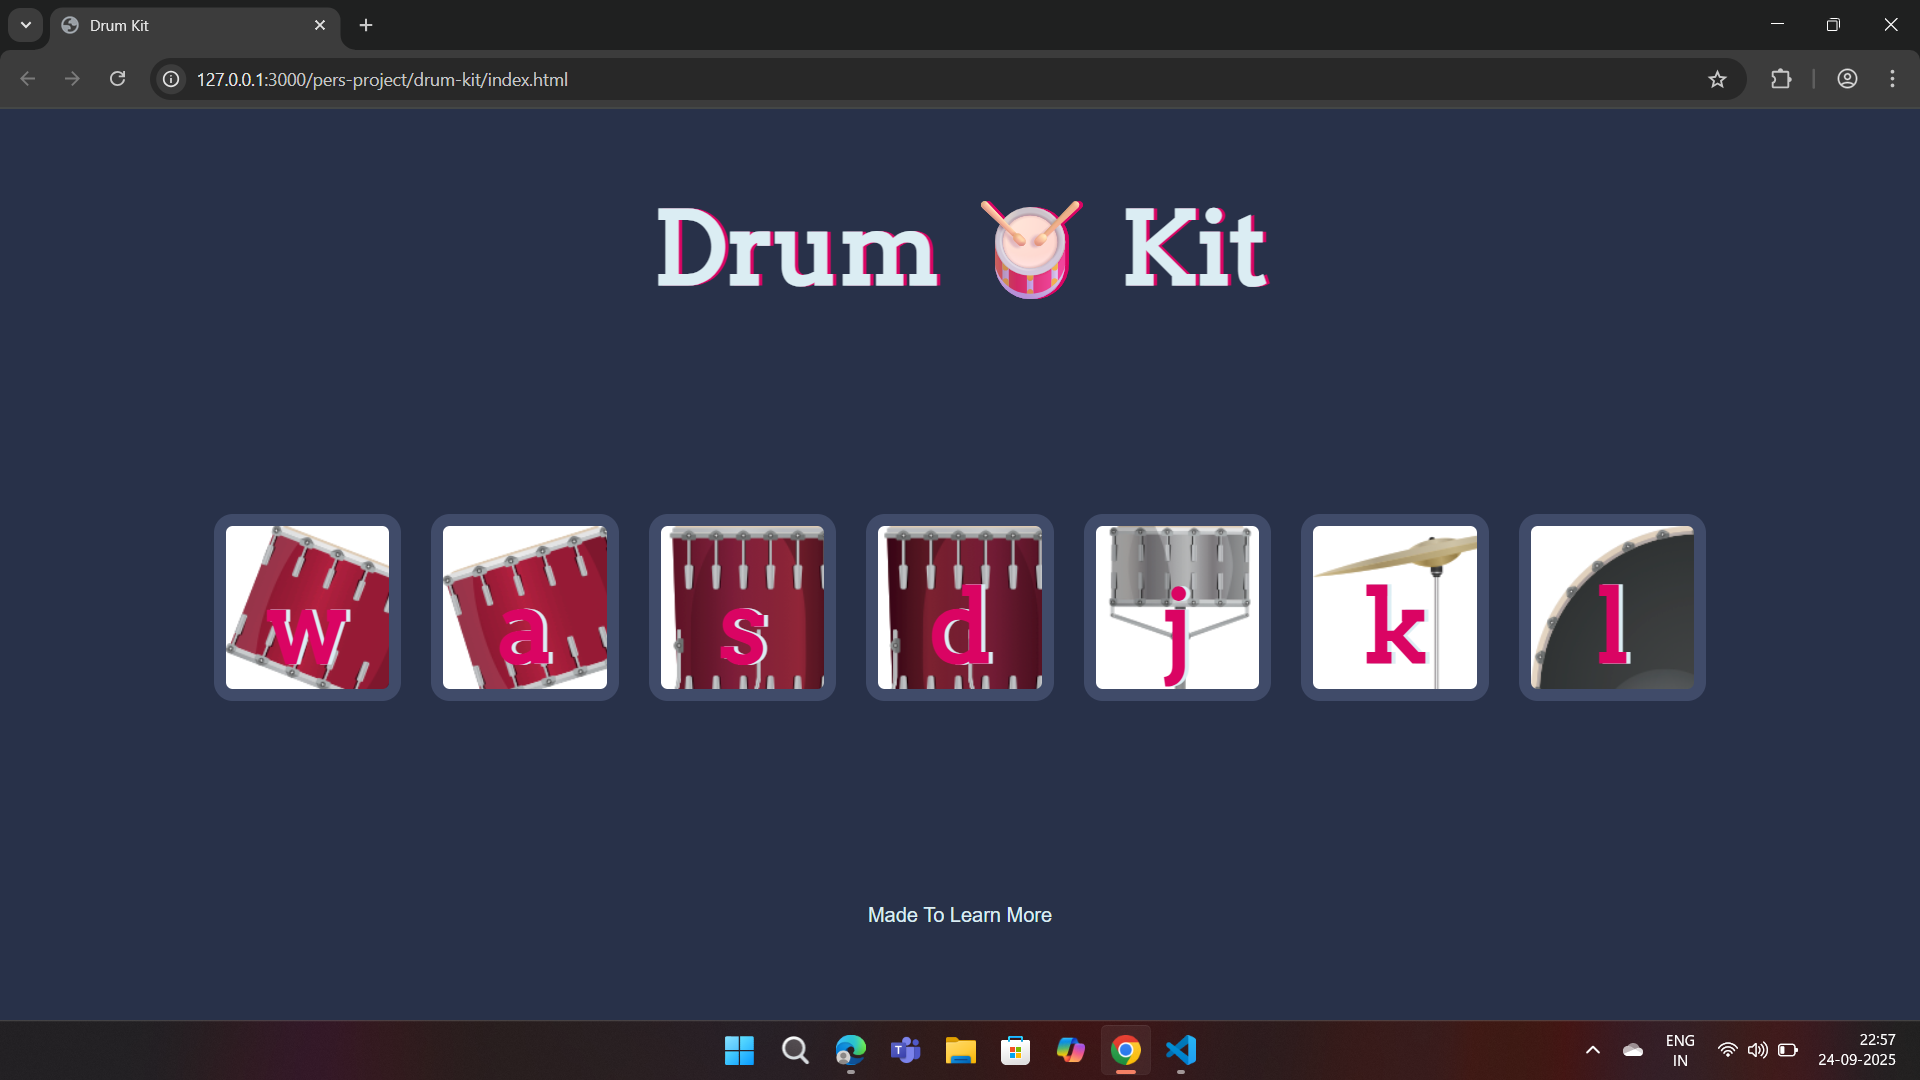 Drum Kit
127.0.0.1:3000/pers-project/drum-kit/index.html
Drum 🥁 Kit
w a s d j k l
Made To Learn More
ENG
IN
22:57
24-09-2025